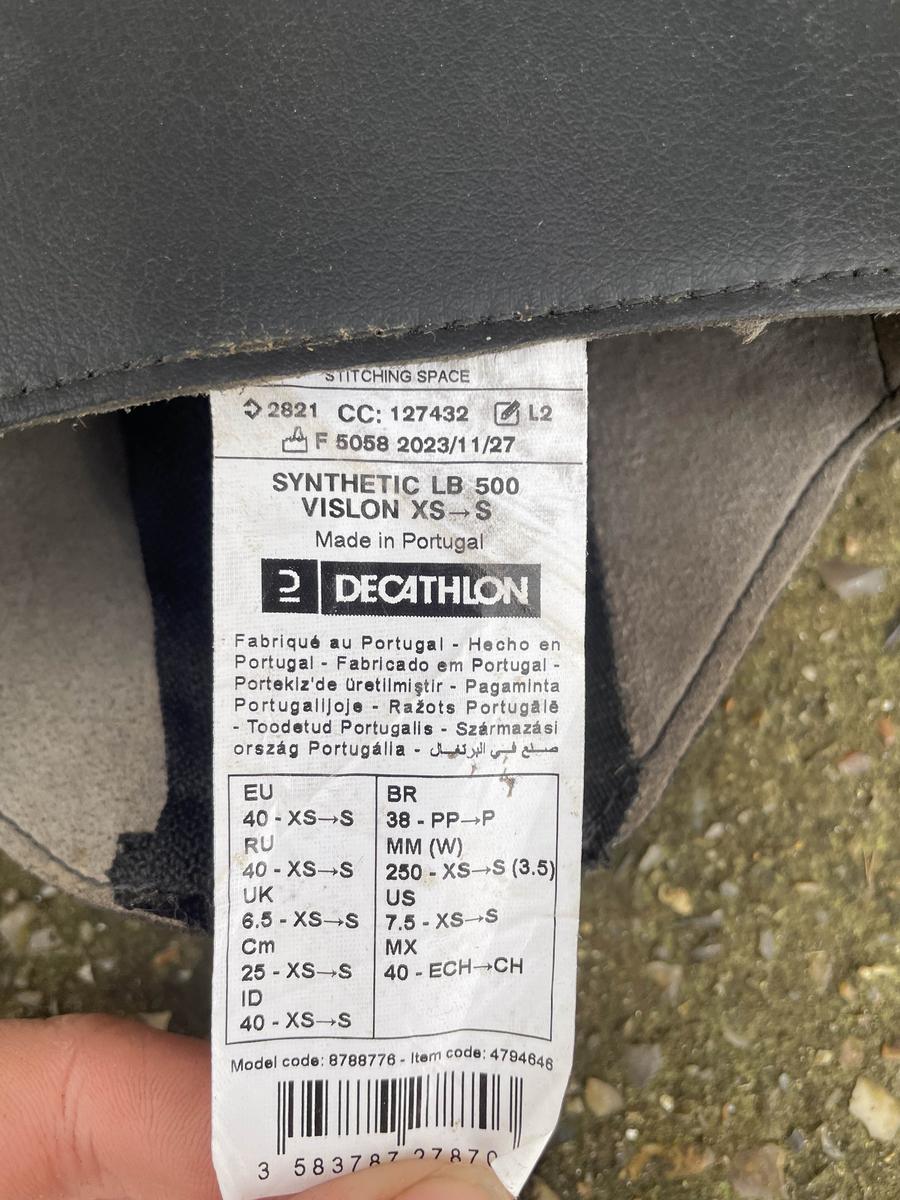 STITCHING SPACE
2821 CC: 127432 L2
F 5058 2023/11/27
SYNTHETIC LB 500
VISLON XS→S
Made in Portugal
DECATHLON
Fabriqué au Portugal - Hecho en
Portugal - Fabricado em Portugal -
Portekiz'de üretilmiştir - Pagaminta
Portugalijoje - Ražots Portugālē
- Toodetud Portugalis - Származási
ország Portugália - صنع في البرتغال
EU
40 - XS→S
RU
40 - XS→S
UK
6.5 - XS→S
Cm
25 - XS→S
ID
40 - XS→S
BR
38 - PP→P
MM (W)
250 - XS→S (3.5)
US
7.5 - XS→S
MX
40 - ECH→CH
Model code: 8788776 - Item code: 4794646
3 583787